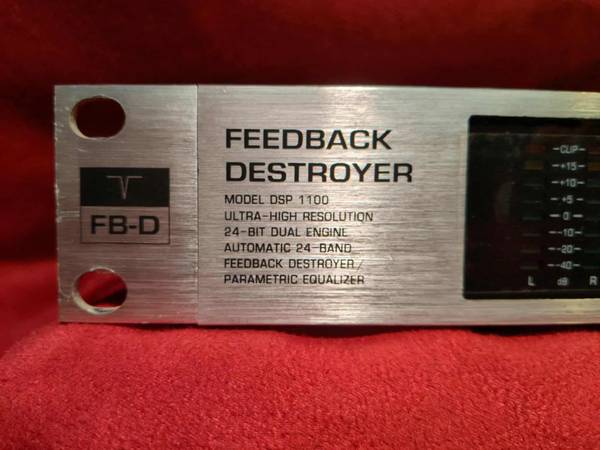 FB-D
FEEDBACK
DESTROYER
MODEL DSP 1100
ULTRA-HIGH RESOLUTION
24-BIT DUAL ENGINE
AUTOMATIC 24-BAND
FEEDBACK DESTROYER/
PARAMETRIC EQUALIZER
-CLIP-
-+15-
-+10-
-+5-
-0-
-10-
-20-
-40-
L dB R